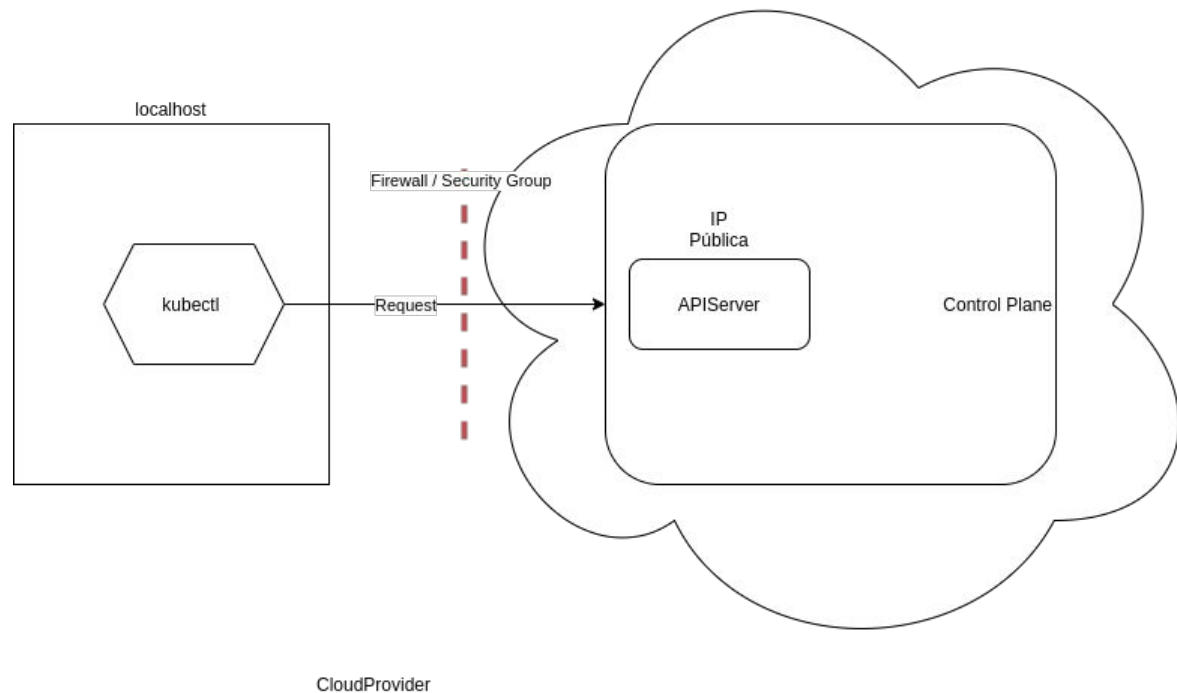 localhost
Firewall / Security Group
IP
Pública
kubectl
Request
APIServer
Control Plane
CloudProvider